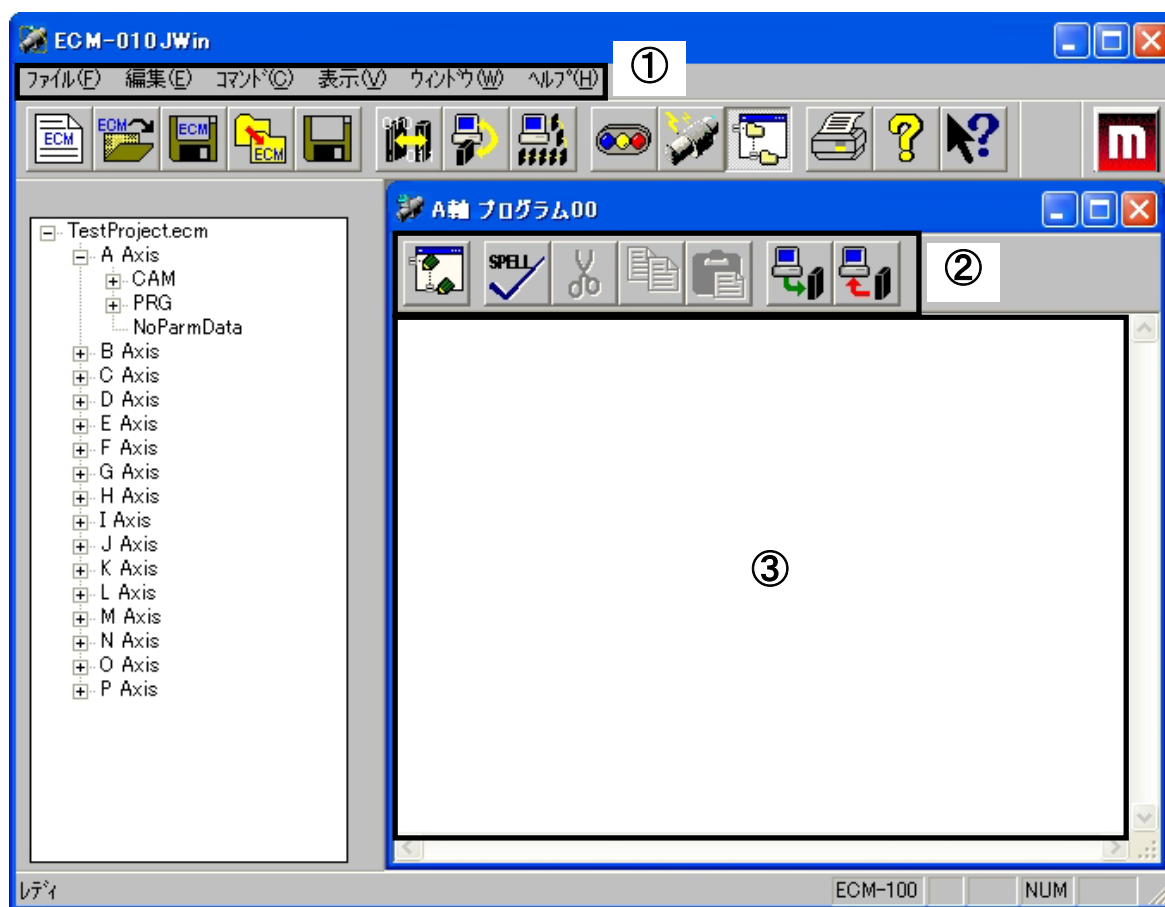 ECM-010JWin
ファイル(F) 編集(E) コマンド(C) 表示(V) ウィンドウ(W) ヘルプ(H)
①
ECM ECM ECM ECM m
A軸 プログラム00
SPELL
②
TestProject.ecm
A Axis
CAM
PRG
NoParmData
B Axis
C Axis
D Axis
E Axis
F Axis
G Axis
H Axis
I Axis
J Axis
K Axis
L Axis
M Axis
N Axis
O Axis
P Axis
③
レディ ECM-100 NUM